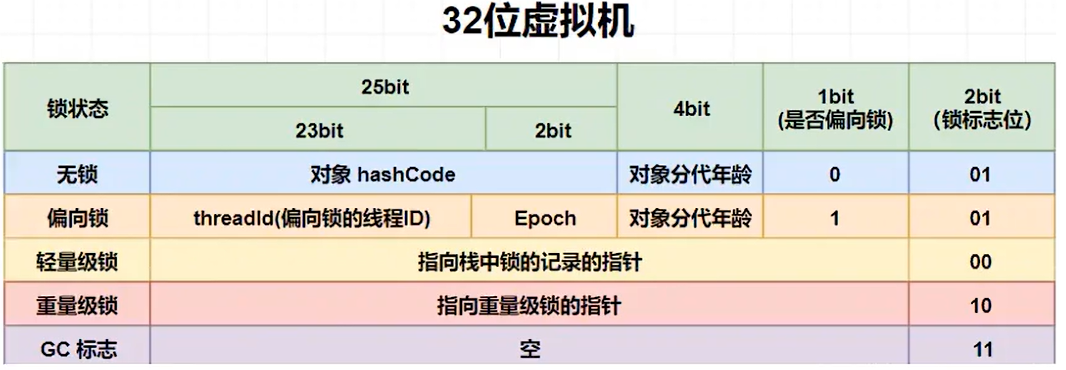 32位虚拟机
锁状态 25bit 4bit 1bit 2bit
(是否偏向锁) (锁标志位)
23bit 2bit
无锁 对象 hashCode 对象分代年龄 0 01
偏向锁 threadId(偏向锁的线程ID) Epoch 对象分代年龄 1 01
轻量级锁 指向栈中锁的记录的指针 00
重量级锁 指向重量级锁的指针 10
GC 标志 空 11